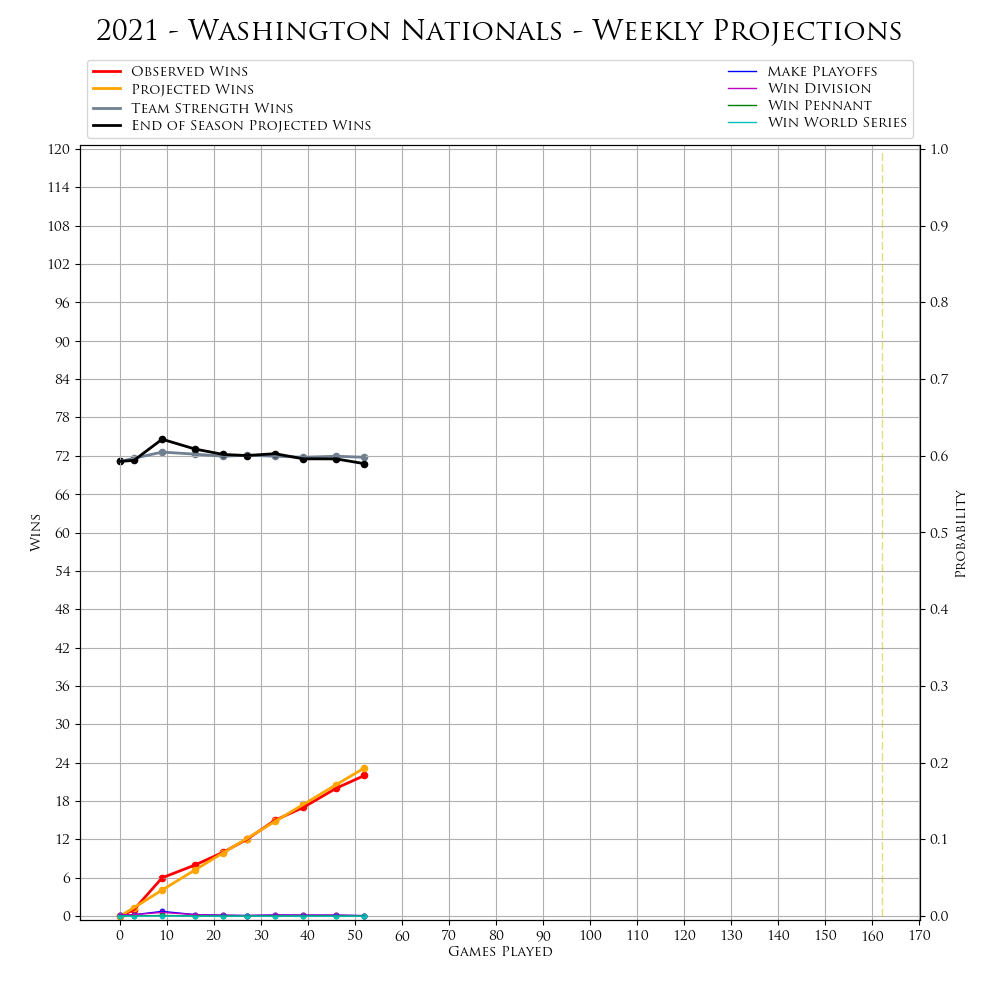 2021 - Washington Nationals - Weekly Projections
Observed Wins
Projected Wins
Team Strength Wins
End of Season Projected Wins
Make Playoffs
Win Division
Win Pennant
Win World Series
120
114
108
102
96
90
84
78
72
66
60
54
48
42
36
30
24
18
12
6
0
Wins
1.0
0.9
0.8
0.7
0.6
0.5
0.4
0.3
0.2
0.1
0.0
Probability
0 10 20 30 40 50 60 70 80 90 100 110 120 130 140 150 160 170
Games Played